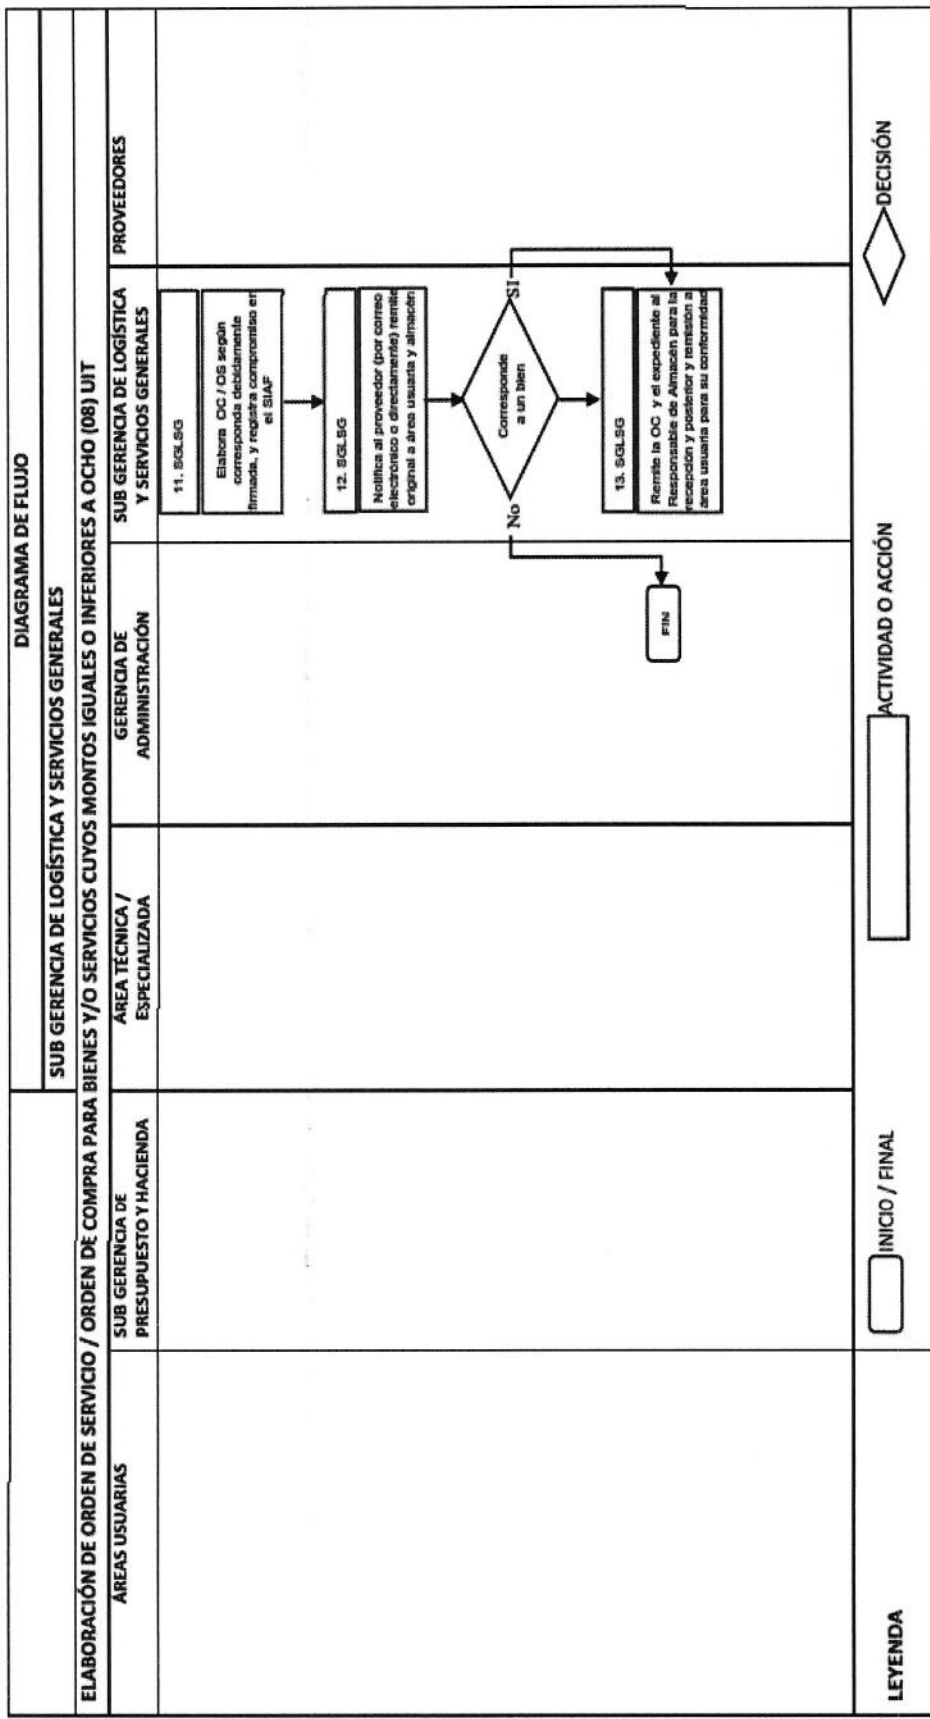 DIAGRAMA DE FLUJO
SUB GERENCIA DE LOGÍSTICA Y SERVICIOS GENERALES
ELABORACIÓN DE ORDEN DE SERVICIO / ORDEN DE COMPRA PARA BIENES Y/O SERVICIOS CUYOS MONTOS IGUALES O INFERIORES A OCHO (08) UIT
ÁREAS USUARIAS
SUB GERENCIA DE
PRESUPUESTO Y HACIENDA
ÁREA TÉCNICA /
ESPECIALIZADA
GERENCIA DE
ADMINISTRACIÓN
SUB GERENCIA DE LOGÍSTICA
Y SERVICIOS GENERALES
PROVEEDORES
11. SGLSG
Elabora OC / OS según
corresponda debidamente
firmada, y registra compromiso en
el SIAF
12. SGLSG
Notifica al proveedor (por correo
electrónico o directamente) remite
original a área usuaria y almacén
Corresponde
a un bien
No
SI
FIN
13. SGLSG
Remite la OC y el expediente al
Responsable de Almacén para la
recepción y posterior y remisión a
área usuaria para su conformidad
LEYENDA
INICIO / FINAL
ACTIVIDAD O ACCIÓN
DECISIÓN